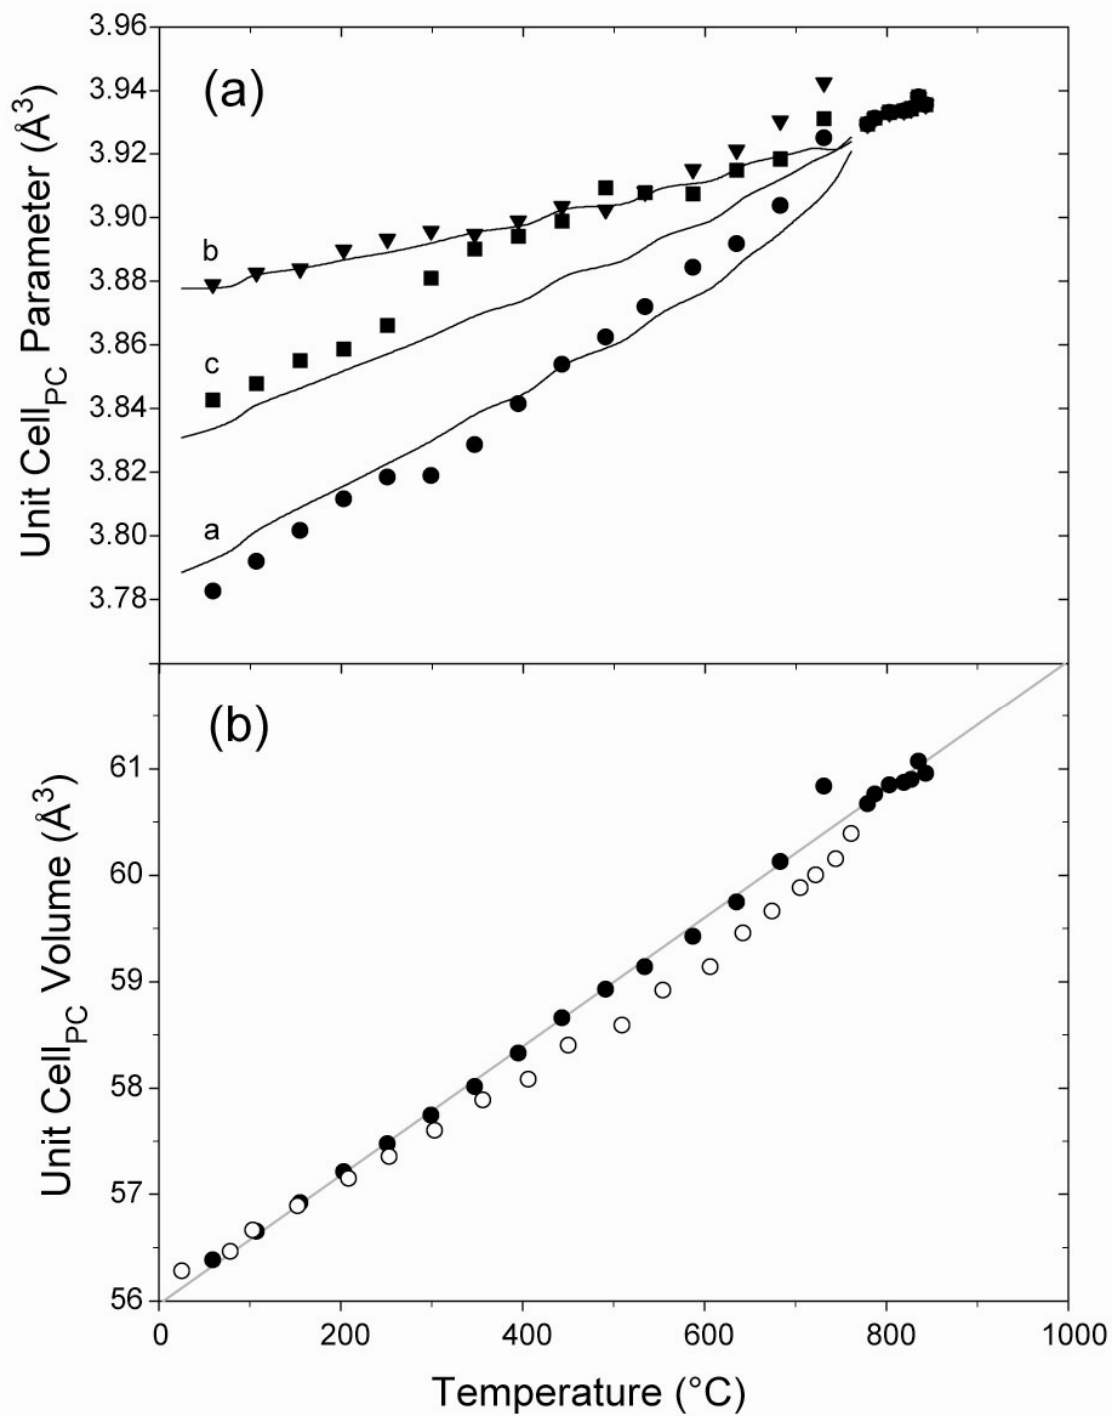 (a)
Unit Cell_PC Parameter (Å³)
3.96
3.94
3.92
3.90
3.88
3.86
3.84
3.82
3.80
3.78
b
c
a
(b)
Unit Cell_PC Volume (Å³)
61
60
59
58
57
56
0 200 400 600 800 1000
Temperature (°C)